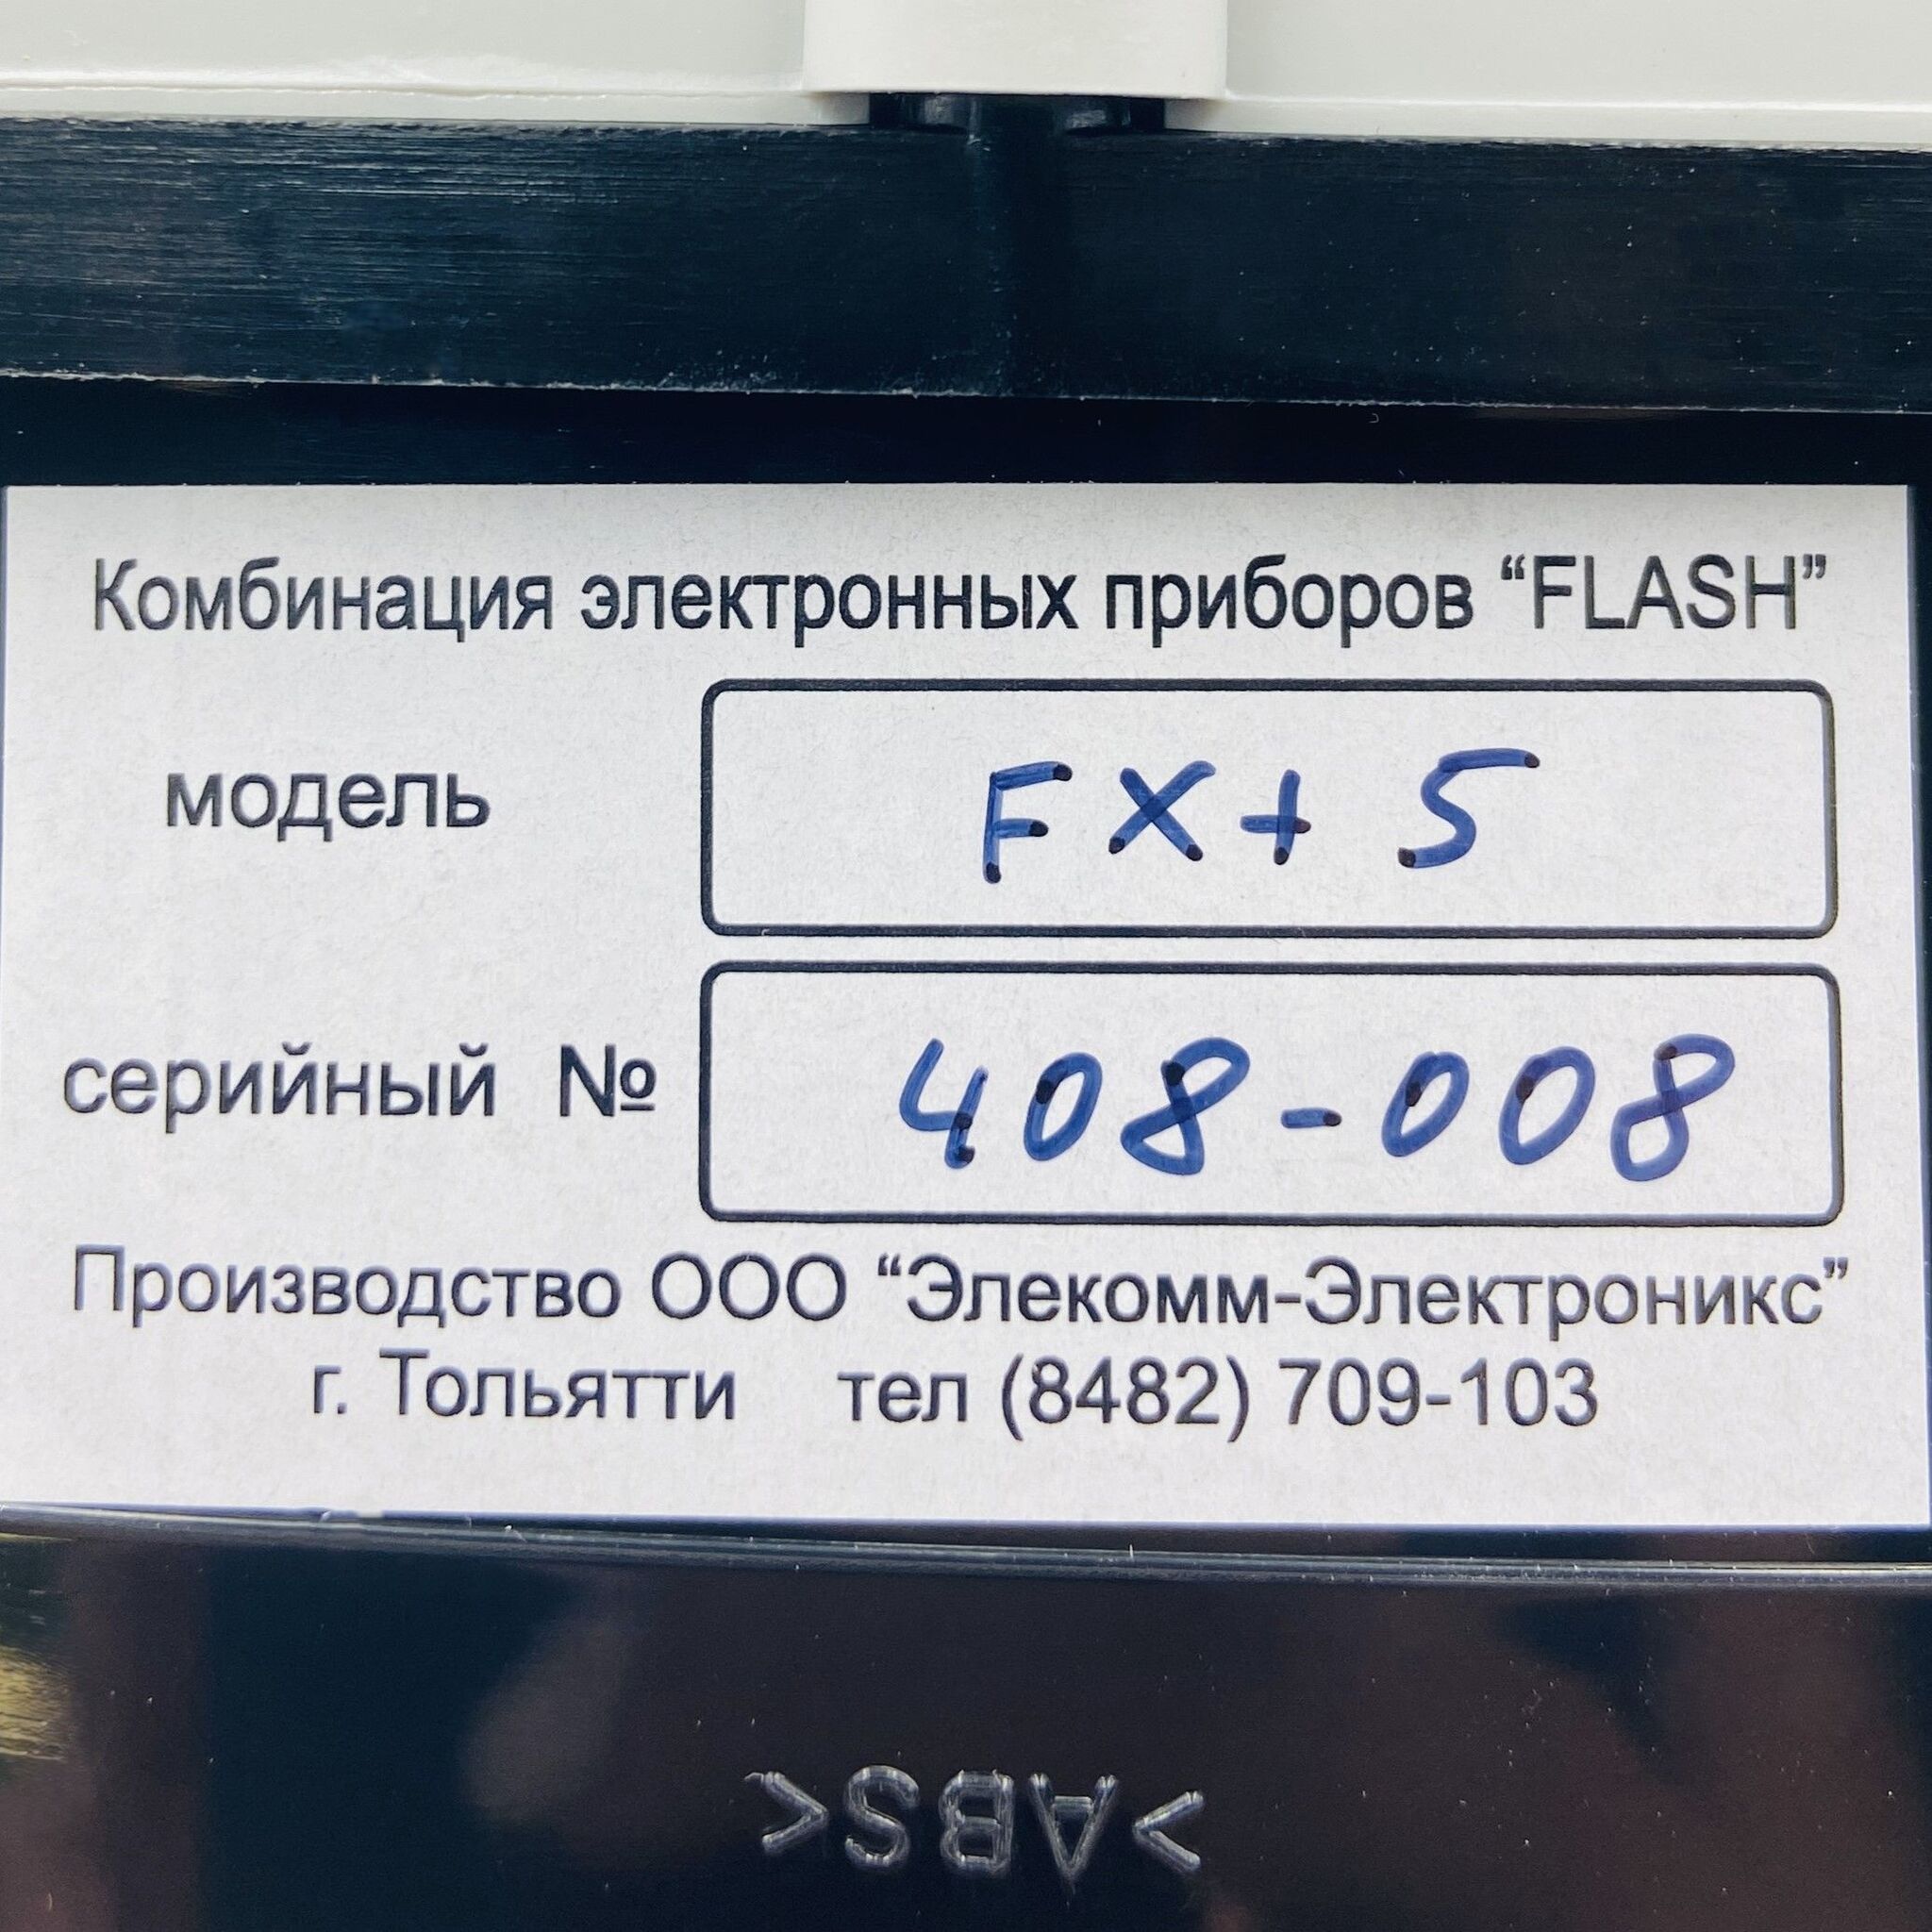 Комбинация электронных приборов “FLASH”
модель FX+ 5
серийный № 408-008
Производство ООО “Элекомм-Электроникс”
г. Тольятти тел (8482) 709-103
>ABS<